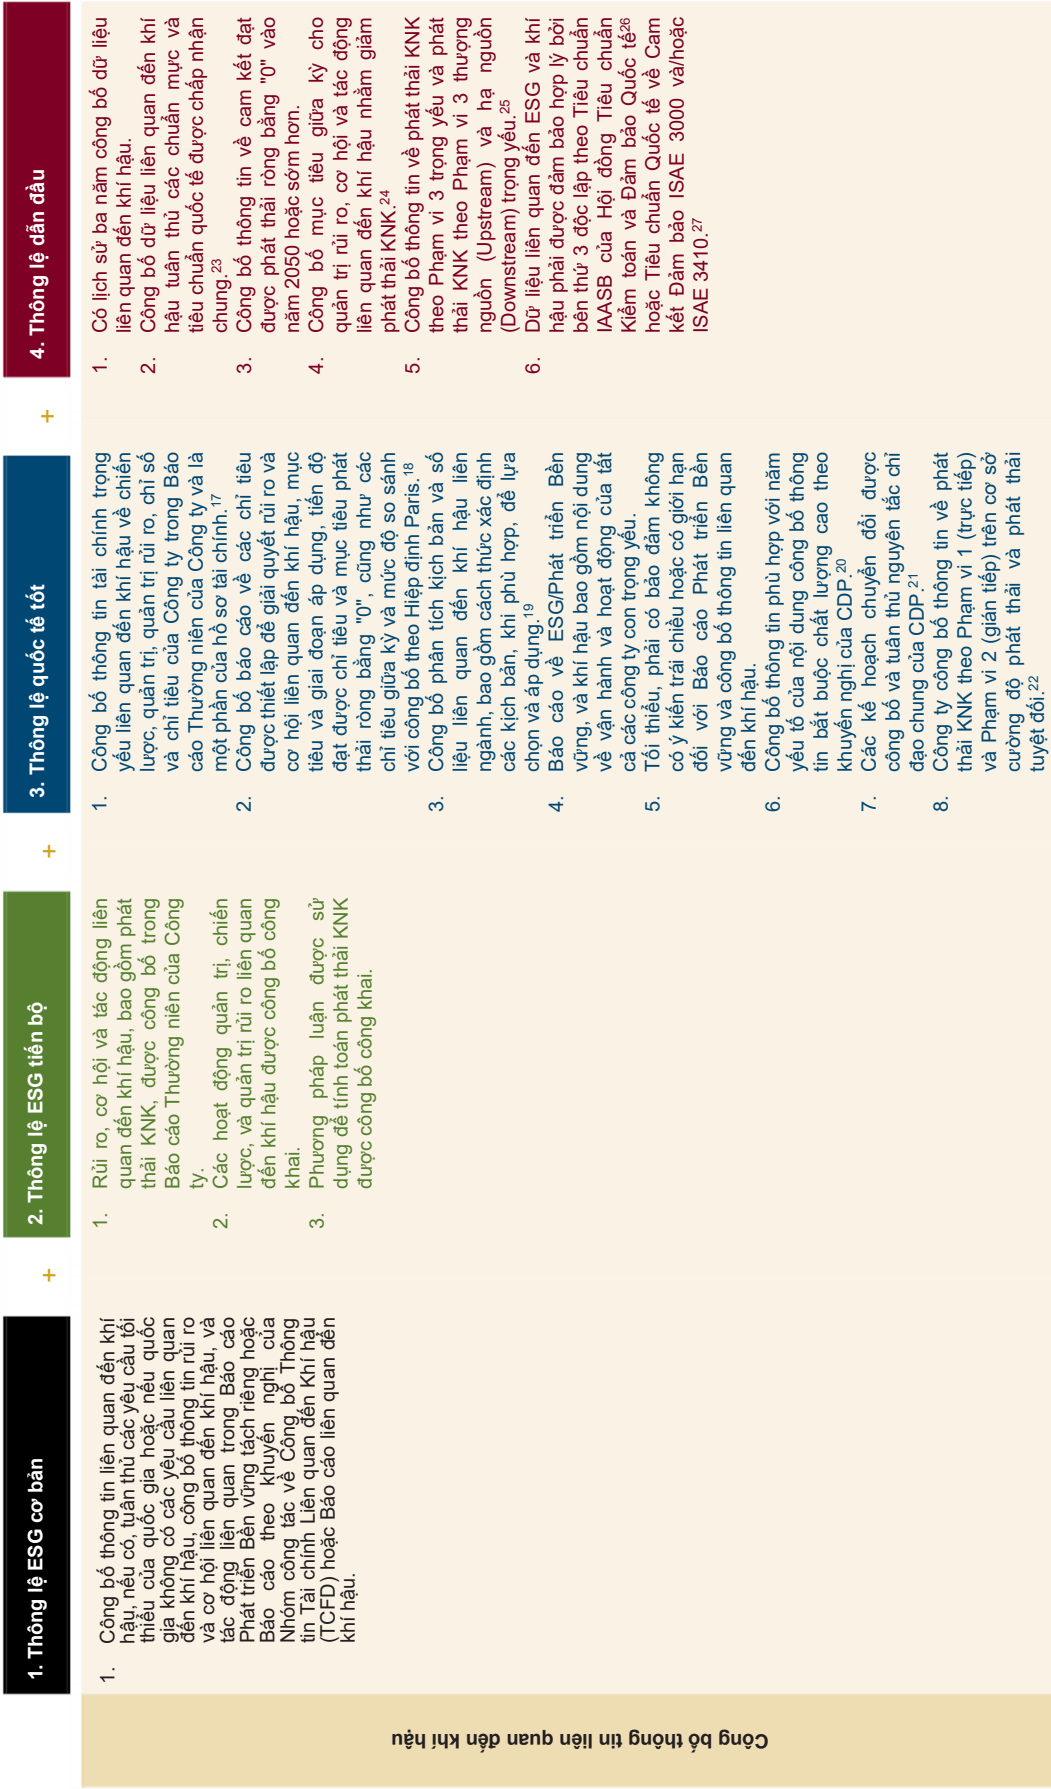 1. Thông lệ ESG cơ bản
+
2. Thông lệ ESG tiến bộ
+
3. Thông lệ quốc tế tốt
+
4. Thông lệ dẫn đầu
Công bố thông tin liên quan đến khí hậu
1. Công bố thông tin liên quan đến khí
hậu, nếu có, tuân thủ các yêu cầu tối
thiểu của quốc gia hoặc nếu quốc
gia không có các yêu cầu liên quan
đến khí hậu, công bố thông tin rủi ro
và cơ hội liên quan đến khí hậu, và
tác động liên quan trong Báo cáo
Phát triển Bền vững tách riêng hoặc
Báo cáo theo khuyến nghị của
Nhóm công tác về Công bố Thông
tin Tài chính Liên quan đến Khí hậu
(TCFD) hoặc Báo cáo liên quan đến
khí hậu.
1. Rủi ro, cơ hội và tác động liên
quan đến khí hậu, bao gồm phát
thải KNK, được công bố trong
Báo cáo Thường niên của Công
ty.
2. Các hoạt động quản trị, chiến
lược, và quản trị rủi ro liên quan
đến khí hậu được công bố công
khai.
3. Phương pháp luận được sử
dụng để tính toán phát thải KNK
được công bố công khai.
1. Công bố thông tin tài chính trọng
yếu liên quan đến khí hậu về chiến
lược, quản trị, quản trị rủi ro, chỉ số
và chỉ tiêu của Công ty trong Báo
cáo Thường niên của Công ty và là
một phần của hồ sơ tài chính.17
2. Công bố báo cáo về các chỉ tiêu
được thiết lập để giải quyết rủi ro và
cơ hội liên quan đến khí hậu, mục
tiêu và giai đoạn áp dụng, tiến độ
đạt được chỉ tiêu và mục tiêu phát
thải ròng bằng "0", cũng như các
chỉ tiêu giữa kỳ và mức độ so sánh
với công bố theo Hiệp định Paris.18
3. Công bố phân tích kịch bản và số
liệu liên quan đến khí hậu liên
ngành, bao gồm cách thức xác định
các kịch bản, khi phù hợp, để lựa
chọn và áp dụng.19
4. Báo cáo về ESG/Phát triển Bền
vững, và khí hậu bao gồm nội dung
về vận hành và hoạt động của tất
cả các công ty con trọng yếu.
5. Tối thiểu, phải có bảo đảm không
có ý kiến trái chiều hoặc có giới hạn
đối với Báo cáo Phát triển Bền
vững và công bố thông tin liên quan
đến khí hậu.
6. Công bố thông tin phù hợp với năm
yếu tố của nội dung công bố thông
tin bắt buộc chất lượng cao theo
khuyến nghị của CDP.20
7. Các kế hoạch chuyển đổi được
công bố và tuân thủ nguyên tắc chỉ
đạo chung của CDP.21
8. Công ty công bố thông tin về phát
thải KNK theo Phạm vi 1 (trực tiếp)
và Phạm vi 2 (gián tiếp) trên cơ sở
cường độ phát thải và phát thải
tuyệt đối.22
1. Có lịch sử ba năm công bố dữ liệu
liên quan đến khí hậu.
2. Công bố dữ liệu liên quan đến khí
hậu tuân thủ các chuẩn mực và
tiêu chuẩn quốc tế được chấp nhận
chung.23
3. Công bố thông tin về cam kết đạt
được phát thải ròng bằng "0" vào
năm 2050 hoặc sớm hơn.
4. Công bố mục tiêu giữa kỳ cho
quản trị rủi ro, cơ hội và tác động
liên quan đến khí hậu nhằm giảm
phát thải KNK.24
5. Công bố thông tin về phát thải KNK
theo Phạm vi 3 trọng yếu và phát
thải KNK theo Phạm vi 3 thượng
nguồn (Upstream) và hạ nguồn
(Downstream) trọng yếu.25
6. Dữ liệu liên quan đến ESG và khí
hậu phải được đảm bảo hợp lý bởi
bên thứ 3 độc lập theo Tiêu chuẩn
IAASB của Hội đồng Tiêu chuẩn
Kiểm toán và Đảm bảo Quốc tế26
hoặc Tiêu chuẩn Quốc tế về Cam
kết Đảm bảo ISAE 3000 và/hoặc
ISAE 3410.27